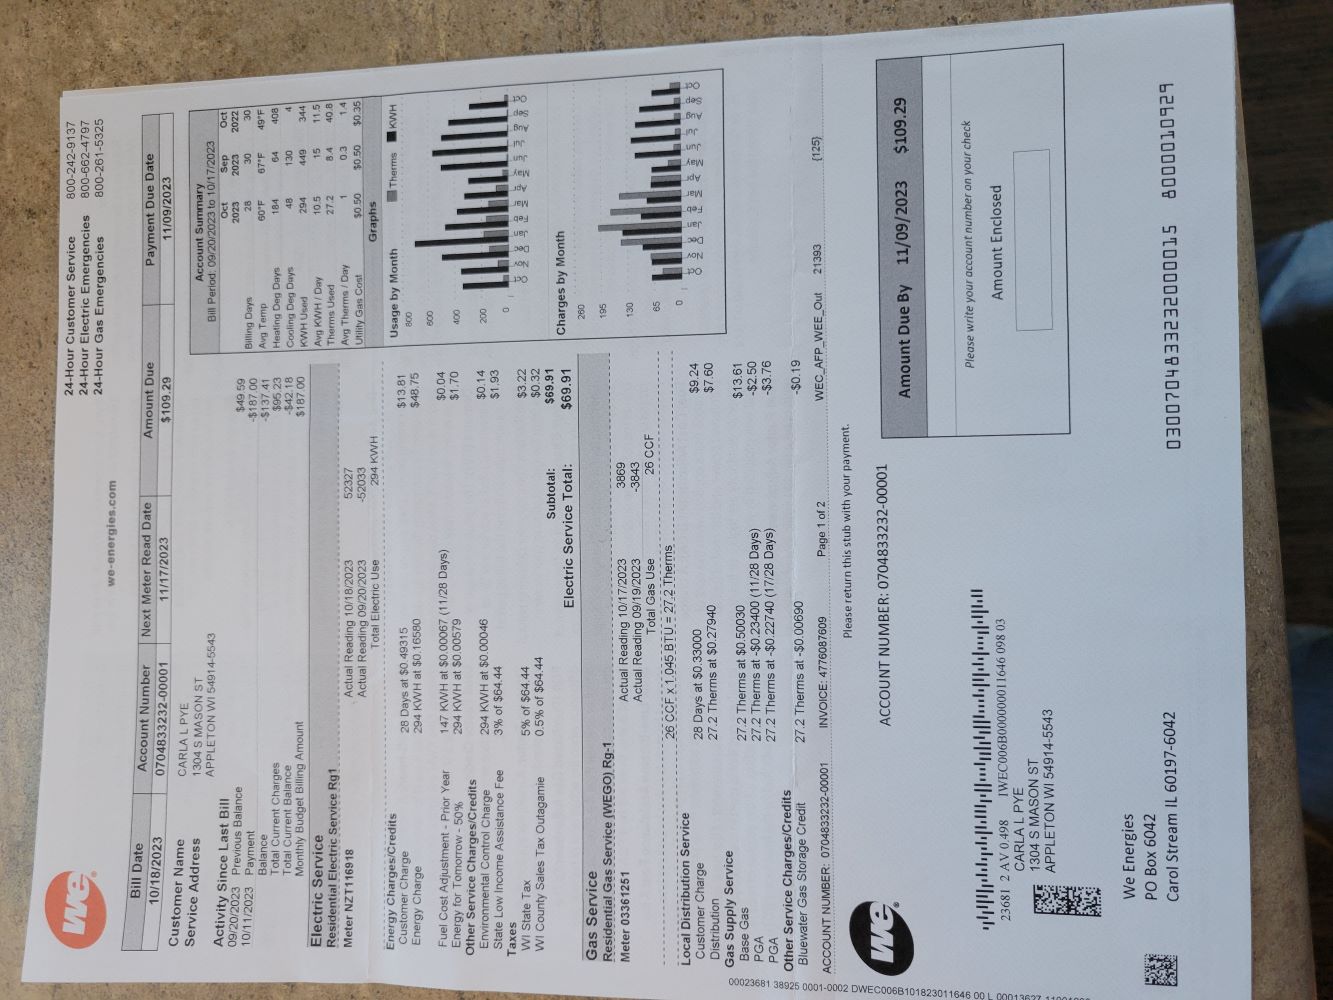 we
24-Hour Customer Service 800-242-9137
24-Hour Electric Emergencies 800-662-4797
24-Hour Gas Emergencies 800-261-5325
we-energies.com
Bill Date Account Number Next Meter Read Date Amount Due Payment Due Date
10/18/2023 0704833232-00001 11/17/2023 $109.29 11/09/2023
Customer Name CARLA L PYE
Service Address 1304 S MASON ST
APPLETON WI 54914-5543
Activity Since Last Bill
09/20/2023 Previous Balance $49.59
10/11/2023 Payment -$187.00
Balance -$137.41
Total Current Charges $95.23
Total Current Balance -$42.18
Monthly Budget Billing Amount $187.00
Account Summary
Bill Period: 09/20/2023 to 10/17/2023
Oct Sep Oct
2023 2023 2022
Billing Days 28 30 30
Avg Temp 60°F 67°F 49°F
Heating Deg Days 184 64 408
Cooling Deg Days 48 130 4
KWH Used 294 449 344
Avg KWH / Day 10.5 15 11.5
Therms Used 27.2 8.4 40.8
Avg Therms / Day 1 0.3 1.4
Utility Gas Cost $0.50 $0.50 $0.35
Graphs
Usage by Month Therms KWH
800
600
400
200
0
Oct Nov Dec Jan Feb Mar Apr May Jun Jul Aug Sep Oct
Charges by Month
260
195
130
65
0
Oct Nov Dec Jan Feb Mar Apr May Jun Jul Aug Sep Oct
Electric Service
Residential Electric Service Rg1
Meter NZT116918 Actual Reading 10/18/2023 52327
Actual Reading 09/20/2023 -52033
Total Electric Use 294 KWH
Energy Charges/Credits
Customer Charge 28 Days at $0.49315 $13.81
Energy Charge 294 KWH at $0.16580 $48.75
Fuel Cost Adjustment - Prior Year 147 KWH at $0.00067 (11/28 Days) $0.04
Energy for Tomorrow - 50% 294 KWH at $0.00579 $1.70
Other Service Charges/Credits
Environmental Control Charge 294 KWH at $0.00046 $0.14
State Low Income Assistance Fee 3% of $64.44 $1.93
Taxes
WI State Tax 5% of $64.44 $3.22
WI County Sales Tax Outagamie 0.5% of $64.44 $0.32
Subtotal: $69.91
Electric Service Total: $69.91
Gas Service
Residential Gas Service (WEGO) Rg-1
Meter 03361251 Actual Reading 10/17/2023 3869
Actual Reading 09/19/2023 -3843
Total Gas Use 26 CCF
26 CCF x 1.045 BTU = 27.2 Therms
Local Distribution Service
Customer Charge 28 Days at $0.33000 $9.24
Distribution 27.2 Therms at $0.27940 $7.60
Gas Supply Service
Base Gas 27.2 Therms at $0.50030 $13.61
PGA 27.2 Therms at -$0.23400 (11/28 Days) -$2.50
PGA 27.2 Therms at -$0.22740 (17/28 Days) -$3.76
Other Service Charges/Credits
Bluewater Gas Storage Credit 27.2 Therms at -$0.00690 -$0.19
ACCOUNT NUMBER: 0704833232-00001 INVOICE: 4776087609 Page 1 of 2 WEC_AFP_WEE_Out 21393 {125}
Please return this stub with your payment.
we
ACCOUNT NUMBER: 0704833232-00001
Amount Due By 11/09/2023 $109.29
Please write your account number on your check
Amount Enclosed
23681 2 AV 0.498 IWEC006B000000011646 098 03
CARLA L PYE
1304 S MASON ST
APPLETON WI 54914-5543
We Energies
PO Box 6042
Carol Stream IL 60197-6042
0300704833232000015 8000010929
00023681 38925 0001-0002 DWEC006B101823011646 00 L